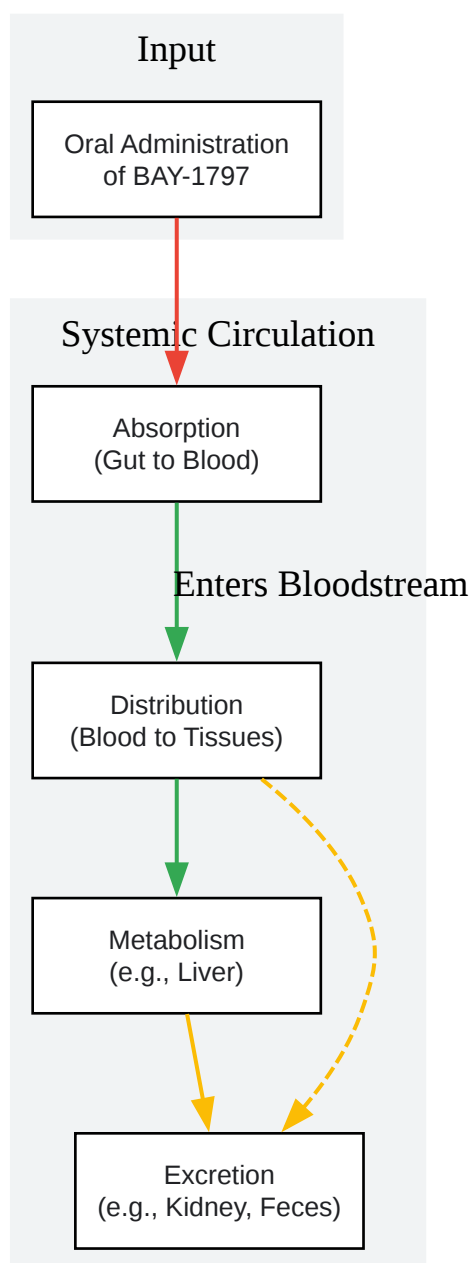 Input
Oral Administration
of BAY-1797
Systemic Circulation
Absorption
(Gut to Blood)
Enters Bloodstream
Distribution
(Blood to Tissues)
Metabolism
(e.g., Liver)
Excretion
(e.g., Kidney, Feces)